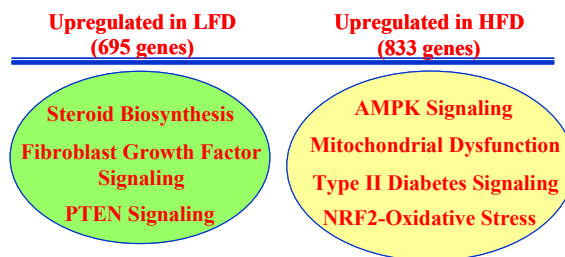 Upregulated in LFD
(695 genes)
Upregulated in HFD
(833 genes)
Steroid Biosynthesis
Fibroblast Growth Factor
Signaling
PTEN Signaling
AMPK Signaling
Mitochondrial Dysfunction
Type II Diabetes Signaling
NRF2-Oxidative Stress